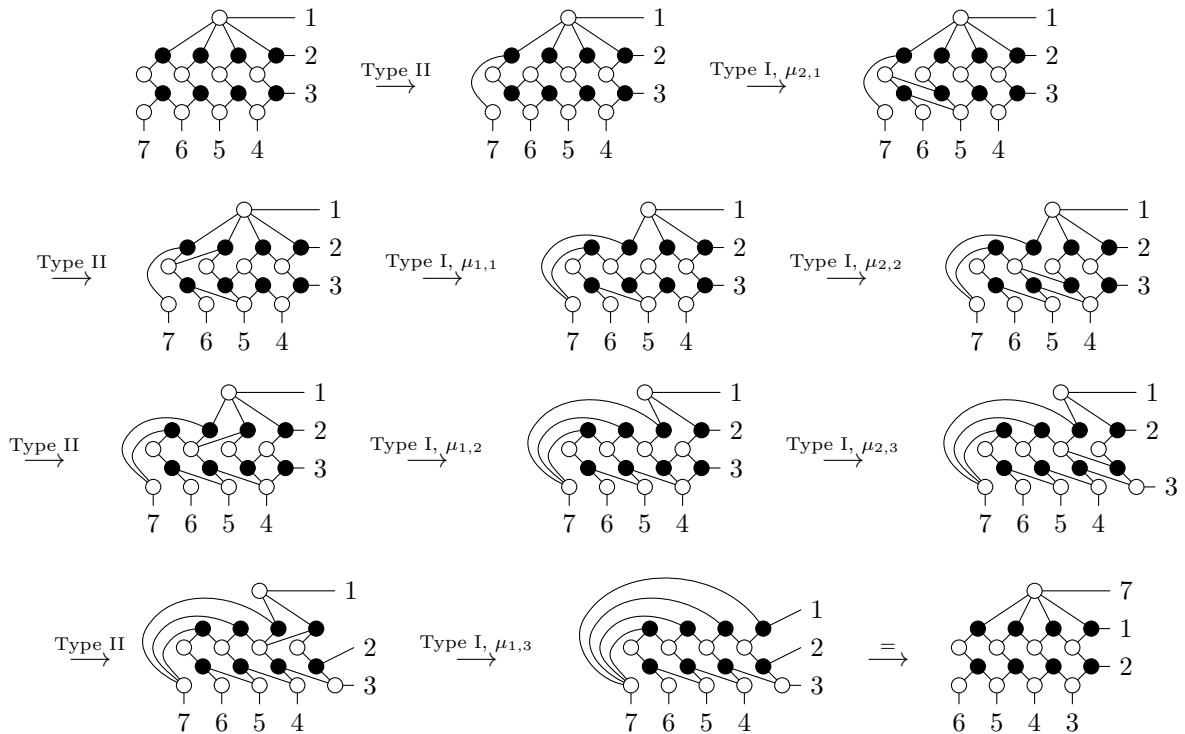 1 1 1
2 Type II → 2 Type I, μ2,1 → 2
3 3 3
7 6 5 4 7 6 5 4 7 6 5 4
1 1 1
Type II → 2 Type I, μ1,1 → 2 Type I, μ2,2 → 2
3 3 3
7 6 5 4 7 6 5 4 7 6 5 4
1 1 1
Type II → 2 Type I, μ1,2 → 2 Type I, μ2,3 → 2
3 3 3
7 6 5 4 7 6 5 4 7 6 5 4
1 1 7
Type II → 2 Type I, μ1,3 → 2 = → 1
3 3 2
7 6 5 4 7 6 5 4 6 5 4 3